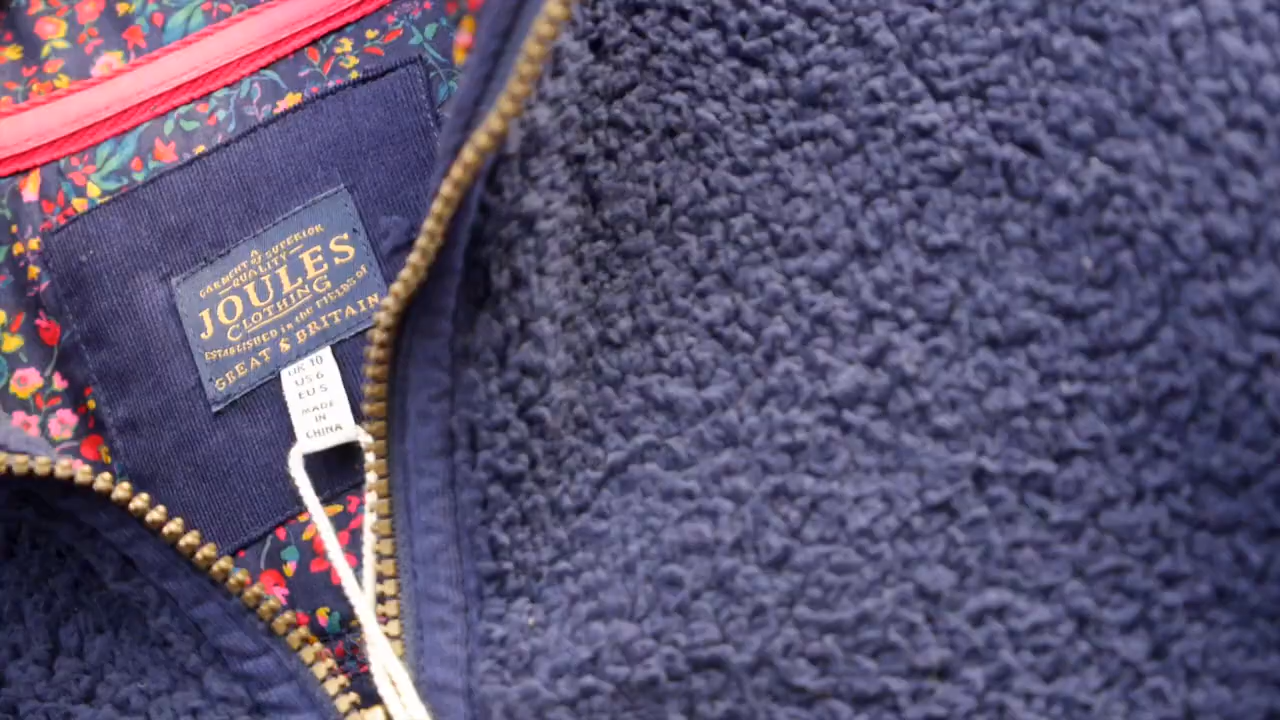 GARMENT of SUPERIOR
QUALITY
JOULES
CLOTHING
ESTABLISHED in the FIELDS of
GREAT & BRITAIN
UK 10
US 6
EU S
MADE
IN
CHINA